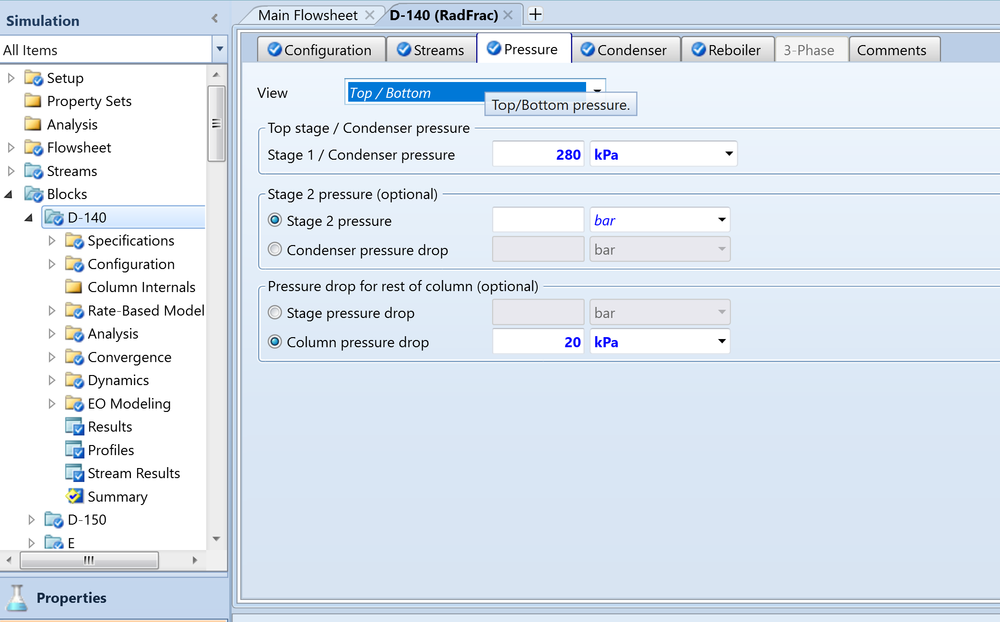 Simulation
All Items
Setup
Property Sets
Analysis
Flowsheet
Streams
Blocks
D-140
Specifications
Configuration
Column Internals
Rate-Based Model
Analysis
Convergence
Dynamics
EO Modeling
Results
Profiles
Stream Results
Summary
D-150
E
Properties
Main Flowsheet
D-140 (RadFrac)
Configuration
Streams
Pressure
Condenser
Reboiler
3-Phase
Comments
View
Top / Bottom
Top/Bottom pressure.
Top stage / Condenser pressure
Stage 1 / Condenser pressure 280 kPa
Stage 2 pressure (optional)
Stage 2 pressure bar
Condenser pressure drop bar
Pressure drop for rest of column (optional)
Stage pressure drop bar
Column pressure drop 20 kPa